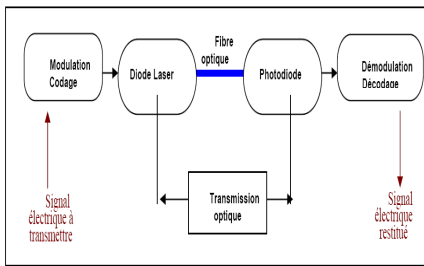 Modulation
Codage
Diode Laser
Fibre
optique
Photodiode
Démodulation
Décodage
Signal
électrique à
transmettre
Transmission
optique
Signal
électrique
restitué